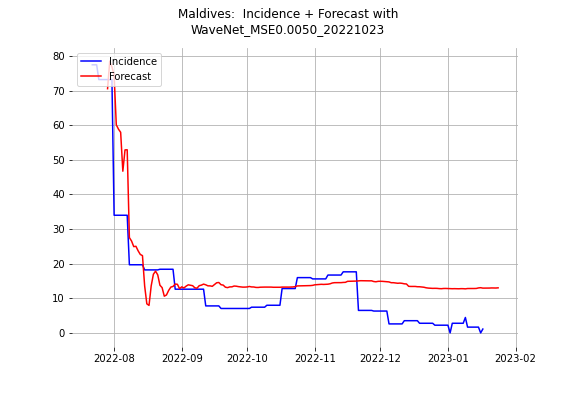 Maldives:  Incidence + Forecast with
WaveNet_MSE0.0050_20221023
Incidence
Forecast
80
70
60
50
40
30
20
10
0
2022-08 2022-09 2022-10 2022-11 2022-12 2023-01 2023-02